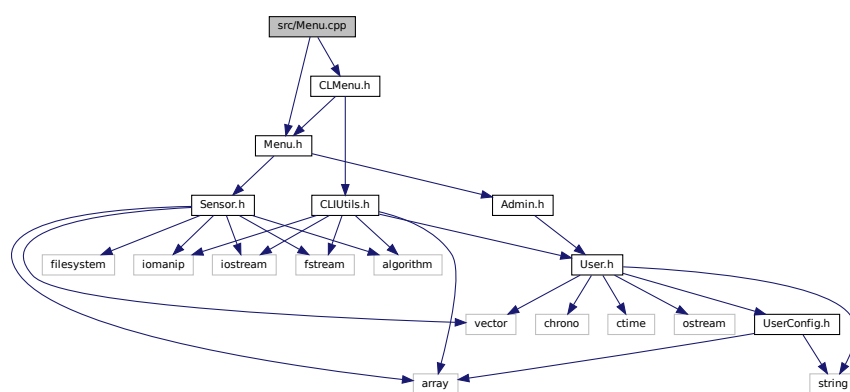 src/Menu.cpp
CLMenu.h
Menu.h
Sensor.h
CLIUtils.h
Admin.h
filesystem
iomanip
iostream
fstream
algorithm
User.h
vector
chrono
ctime
ostream
UserConfig.h
array
string